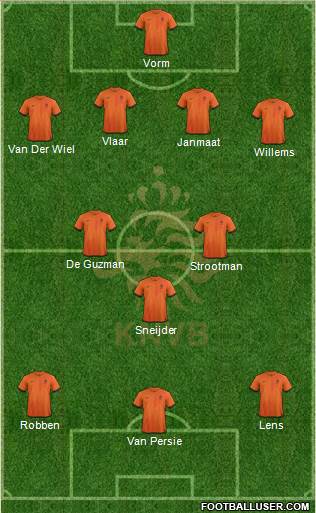 Vorm
Van Der Wiel
Vlaar
Janmaat
Willems
De Guzman
Strootman
Sneijder
KNVB
Robben
Van Persie
Lens
FOOTBALLUSER.COM